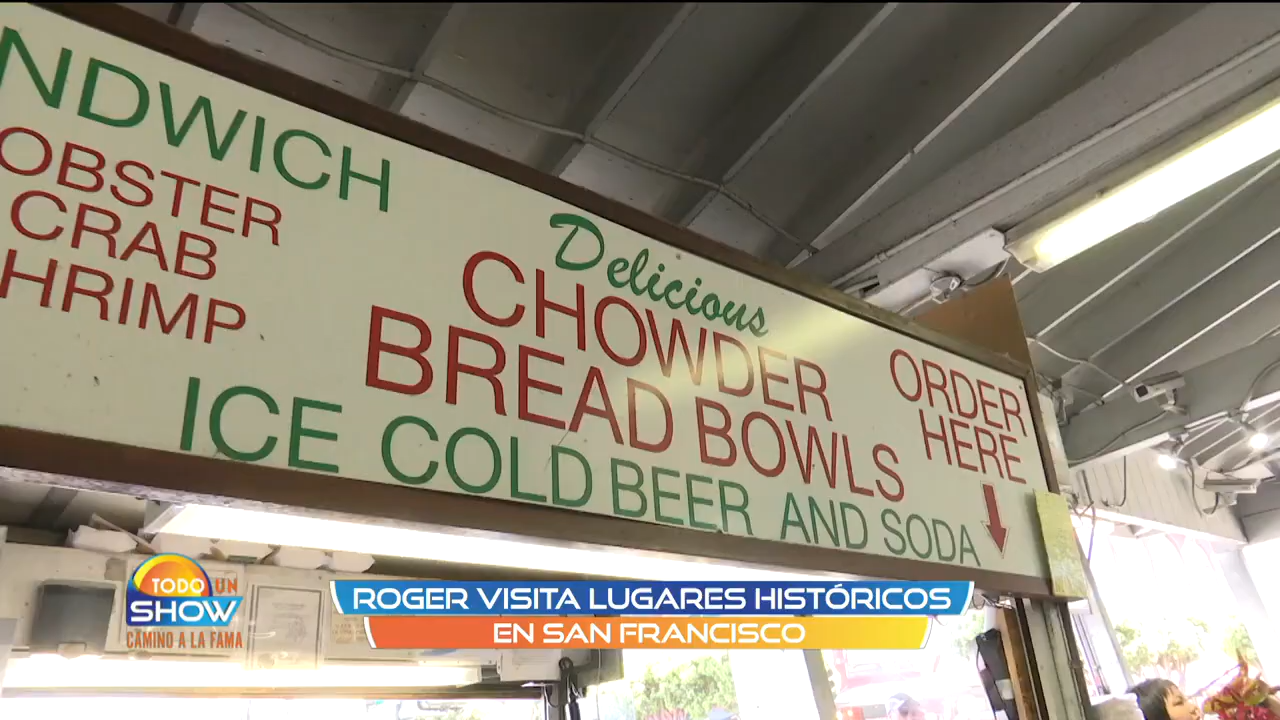 NDWICH
OBSTER
CRAB
HRIMP
Delicious
CHOWDER
BREAD BOWLS
ICE COLD BEER AND SODA
ORDER
HERE
TODO UN
SHOW
CAMINO A LA FAMA
ROGER VISITA LUGARES HISTÓRICOS
EN SAN FRANCISCO